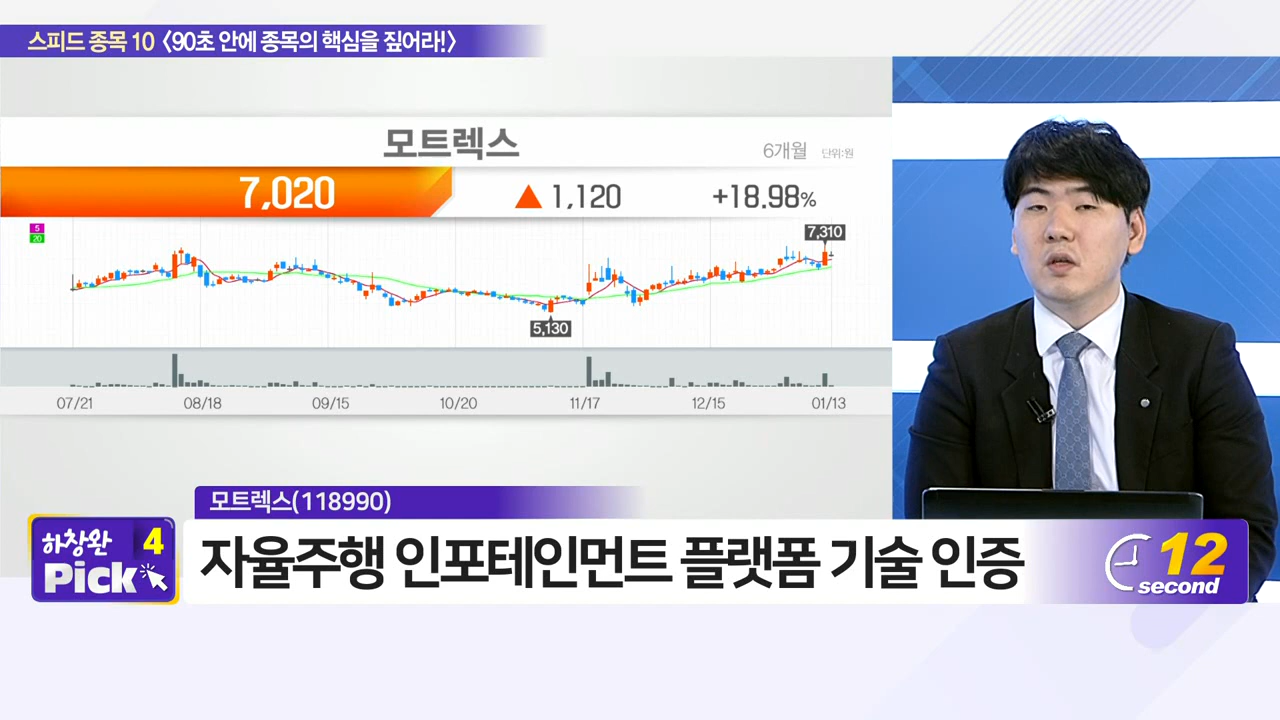 스피드 종목 10 <90초 안에 종목의 핵심을 짚어라!>
모트렉스
6개월 단위:원
7,020 ▲1,120 +18.98%
5
20
7,310
5,130
07/21 08/18 09/15 10/20 11/17 12/15 01/13
모트렉스(118990)
하창완 4
Pick
자율주행 인포테인먼트 플랫폼 기술 인증
12
second